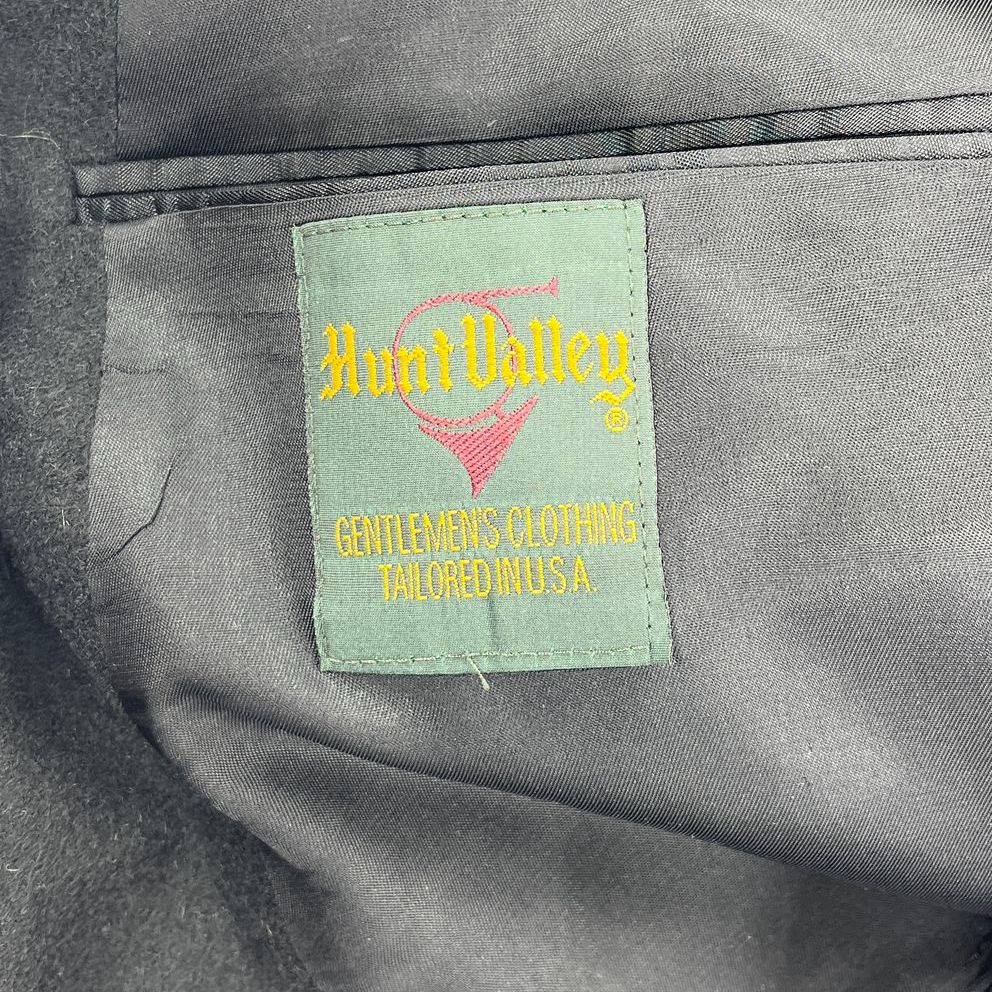 Hunt Valley
®
GENTLEMEN'S CLOTHING
TAILORED IN U.S.A.